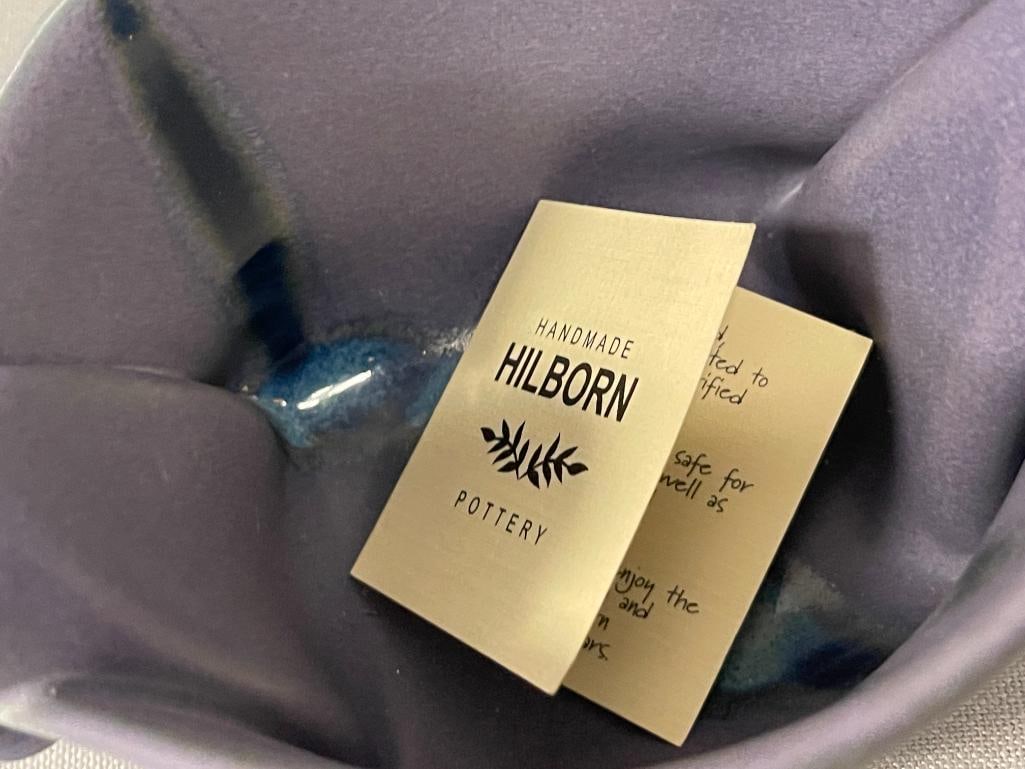 HANDMADE
HILBORN
POTTERY
to
safe for
well as
the
and